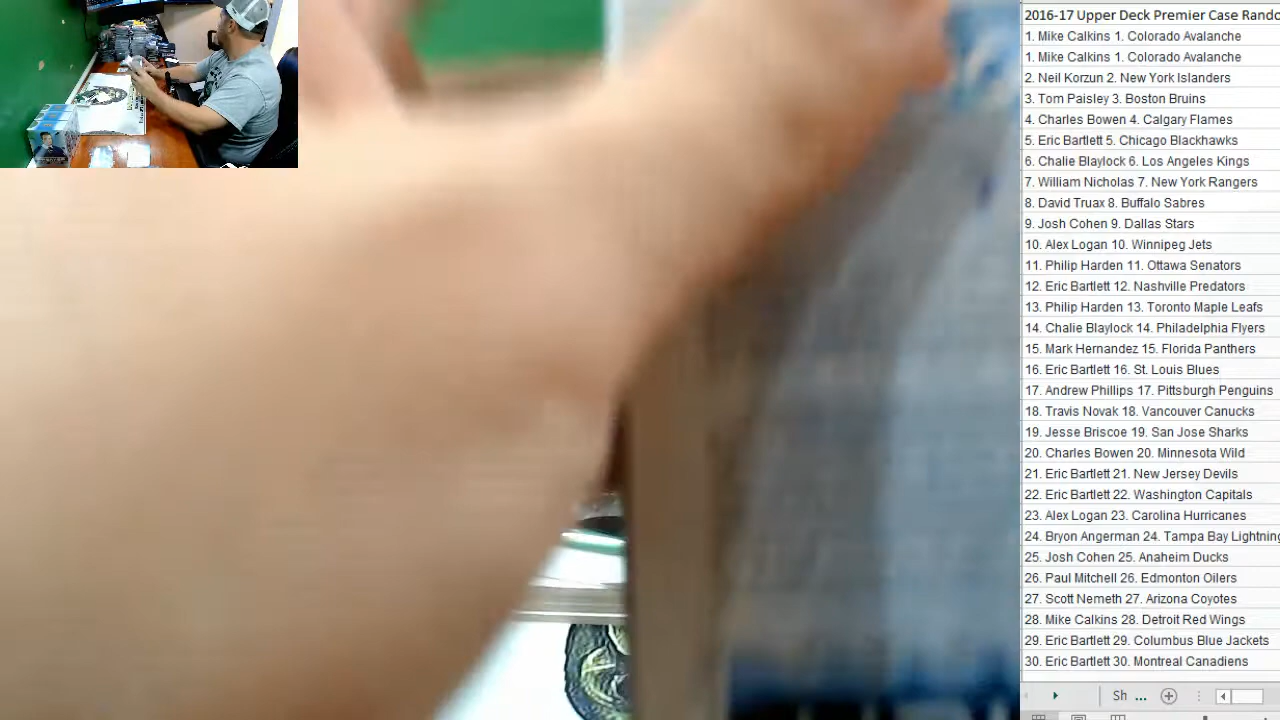 2016-17 Upper Deck Premier Case Rando
1. Mike Calkins 1. Colorado Avalanche
1. Mike Calkins 1. Colorado Avalanche
2. Neil Korzun 2. New York Islanders
3. Tom Paisley 3. Boston Bruins
4. Charles Bowen 4. Calgary Flames
5. Eric Bartlett 5. Chicago Blackhawks
6. Chalie Blaylock 6. Los Angeles Kings
7. William Nicholas 7. New York Rangers
8. David Truax 8. Buffalo Sabres
9. Josh Cohen 9. Dallas Stars
10. Alex Logan 10. Winnipeg Jets
11. Philip Harden 11. Ottawa Senators
12. Eric Bartlett 12. Nashville Predators
13. Philip Harden 13. Toronto Maple Leafs
14. Chalie Blaylock 14. Philadelphia Flyers
15. Mark Hernandez 15. Florida Panthers
16. Eric Bartlett 16. St. Louis Blues
17. Andrew Phillips 17. Pittsburgh Penguins
18. Travis Novak 18. Vancouver Canucks
19. Jesse Briscoe 19. San Jose Sharks
20. Charles Bowen 20. Minnesota Wild
21. Eric Bartlett 21. New Jersey Devils
22. Eric Bartlett 22. Washington Capitals
23. Alex Logan 23. Carolina Hurricanes
24. Bryon Angerman 24. Tampa Bay Lightning
25. Josh Cohen 25. Anaheim Ducks
26. Paul Mitchell 26. Edmonton Oilers
27. Scott Nemeth 27. Arizona Coyotes
28. Mike Calkins 28. Detroit Red Wings
29. Eric Bartlett 29. Columbus Blue Jackets
30. Eric Bartlett 30. Montreal Canadiens
Sh ...